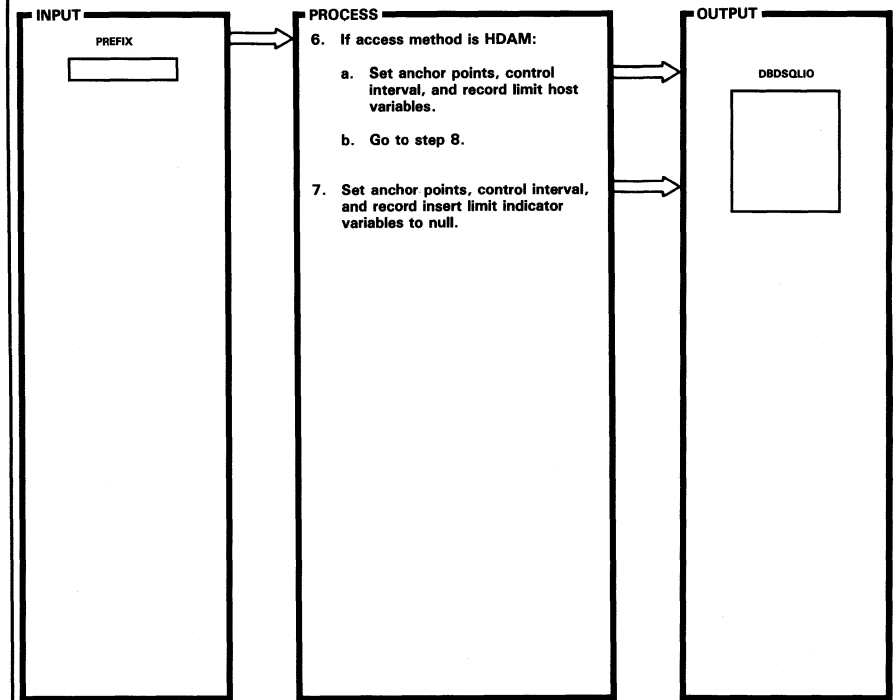 INPUT
PREFIX
PROCESS
6. If access method is HDAM:
a. Set anchor points, control
interval, and record limit host
variables.
b. Go to step 8.
7. Set anchor points, control interval,
and record insert limit indicator
variables to null.
OUTPUT
DBDSQLIO